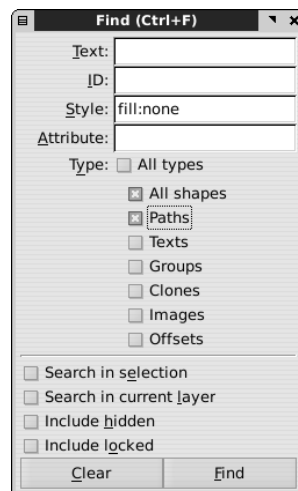 Find (Ctrl+F)
Text:
ID:
Style: fill:none
Attribute:
Type: All types
All shapes
Paths
Texts
Groups
Clones
Images
Offsets
Search in selection
Search in current layer
Include hidden
Include locked
Clear Find